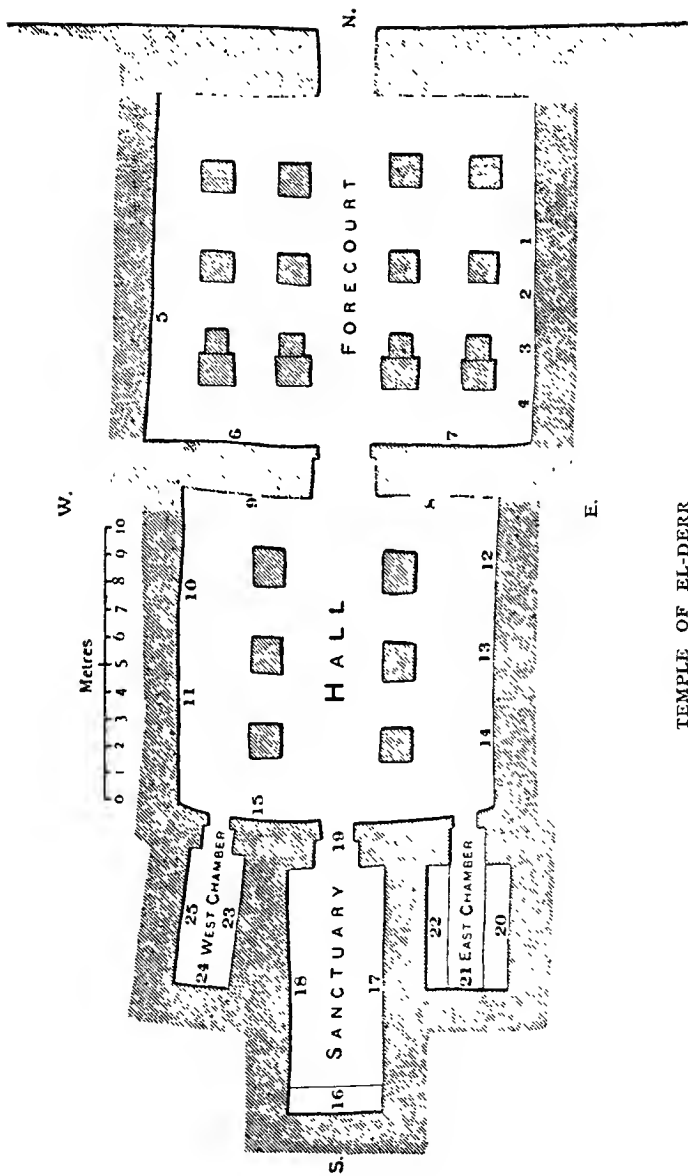 W.
Metres
0 1 2 3 4 5 6 7 8 9 10
5
11 10
25
24 WEST CHAMBER
23
6
9
15
18
S.
16
SANCTUARY
19
HALL
FORECOURT
N.
17
22
7
21 EAST CHAMBER
20
14 13 12
4 3 2 1
E.
TEMPLE OF EL-DERR